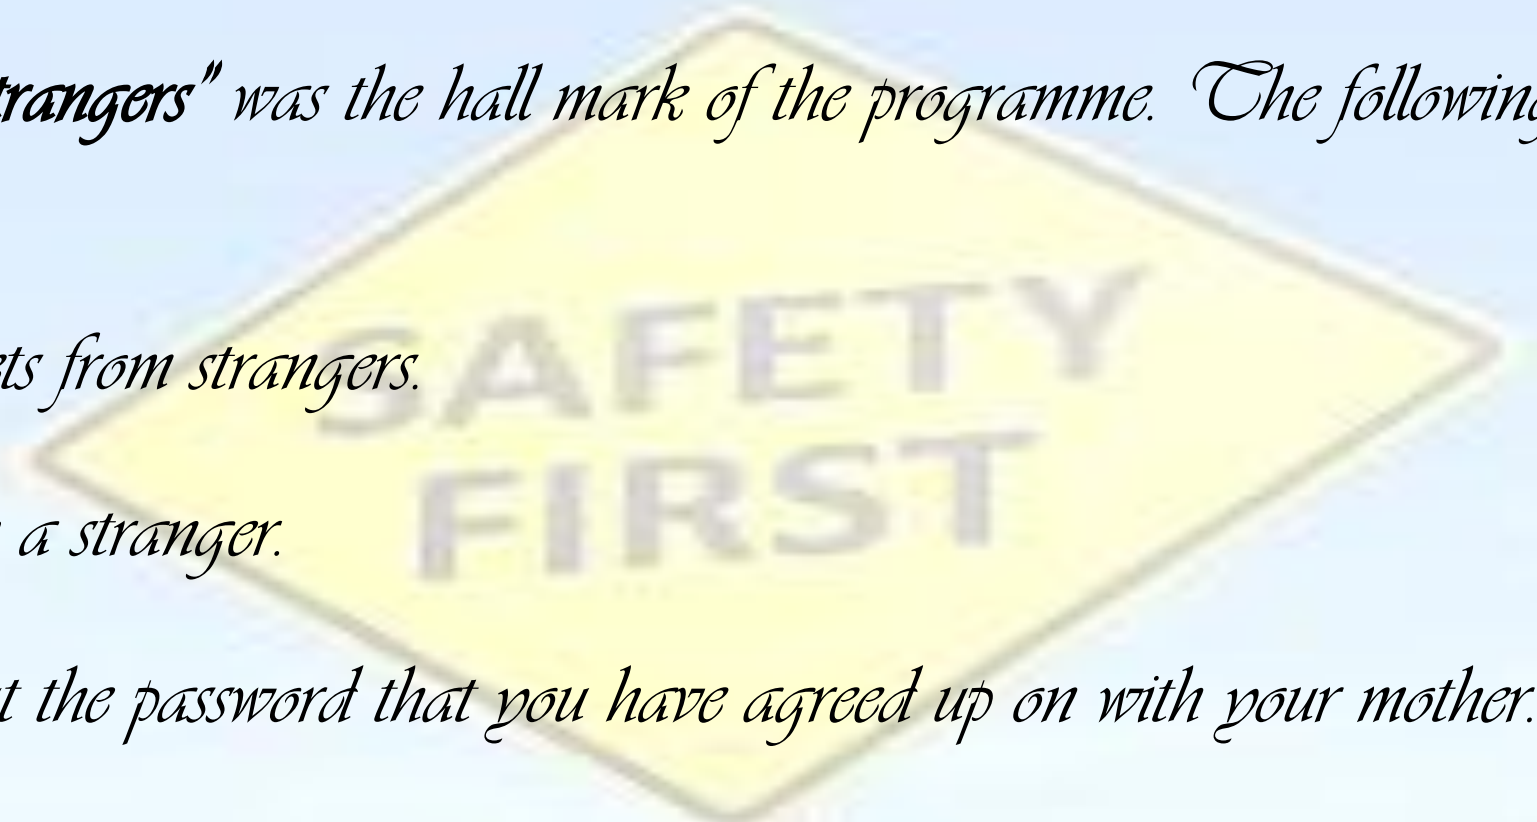 trangers" was the hall mark of the programme. The following
ts from strangers.
SAFETY
a stranger.
FIRST
t the password that you have agreed up on with your mother.